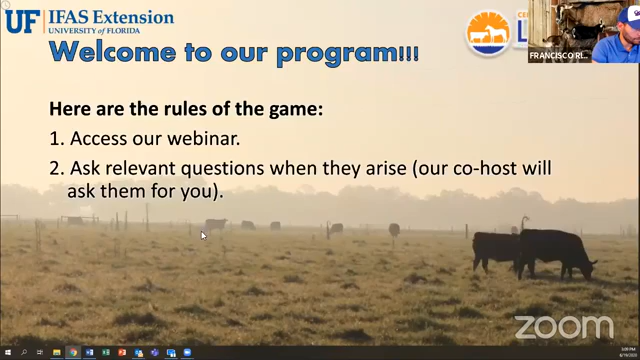 UF IFAS Extension
UNIVERSITY of FLORIDA
Welcome to our program!!!
FRANCISCO RI...
Here are the rules of the game:
1. Access our webinar.
2. Ask relevant questions when they arise (our co-host will
ask them for you).
zoom